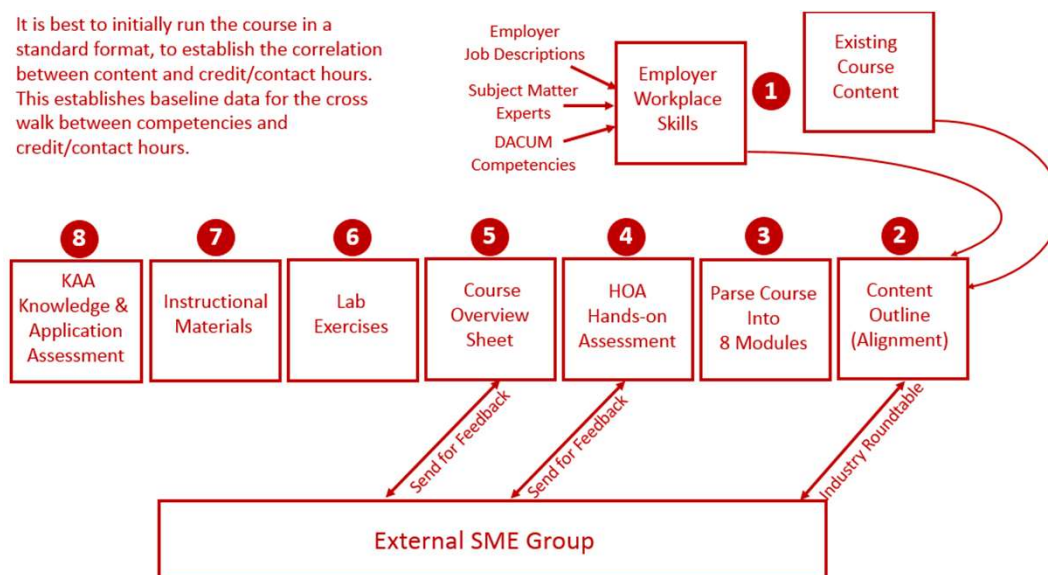 It is best to initially run the course in a
standard format, to establish the correlation
between content and credit/contact hours.
This establishes baseline data for the cross
walk between competencies and
credit/contact hours.
Employer
Job Descriptions
Subject Matter
Experts
DACUM
Competencies
Employer
Workplace
Skills
1
Existing
Course
Content
8
KAA
Knowledge &
Application
Assessment
7
Instructional
Materials
6
Lab
Exercises
5
Course
Overview
Sheet
4
HOA
Hands-on
Assessment
3
Parse Course
Into
8 Modules
2
Content
Outline
(Alignment)
Send for Feedback
Send for Feedback
Industry Roundtable
External SME Group